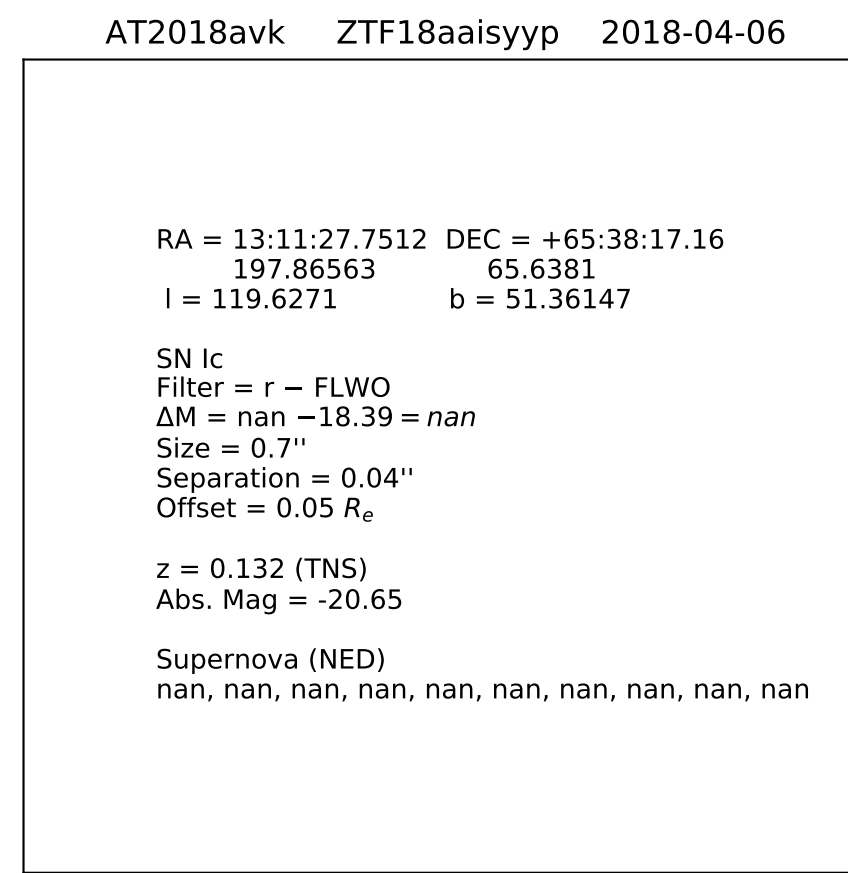 AT2018avk ZTF18aaisyyp 2018-04-06
RA = 13:11:27.7512 DEC = +65:38:17.16
197.86563 65.6381
l = 119.6271 b = 51.36147
SN Ic
Filter = r − FLWO
ΔM = nan −18.39 = nan
Size = 0.7''
Separation = 0.04''
Offset = 0.05 Rₑ
z = 0.132 (TNS)
Abs. Mag = -20.65
Supernova (NED)
nan, nan, nan, nan, nan, nan, nan, nan, nan, nan